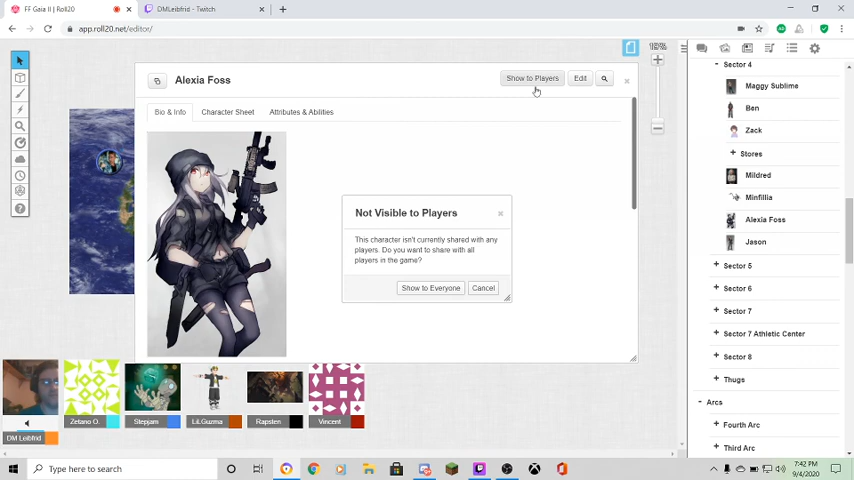 FF Gaia II | Roll20
DMLeibfrid - Twitch
app.roll20.net/editor/
18%
Alexia Foss
Show to Players
Edit
Bio & Info
Character Sheet
Attributes & Abilities
Not Visible to Players
This character isn't currently shared with any
players. Do you want to share with all
players in the game?
Show to Everyone
Cancel
Sector 4
Maggy Sublime
Ben
Zack
Stores
Mildred
Minfillia
Alexia Foss
Jason
Sector 5
Sector 6
Sector 7
Sector 7 Athletic Center
Sector 8
Thugs
Arcs
Fourth Arc
Third Arc
DM Leibfrid
Zetano O.
Stepjam
LiLGuzma
Rapsten
Vincent
Type here to search
7:42 PM
9/4/2020